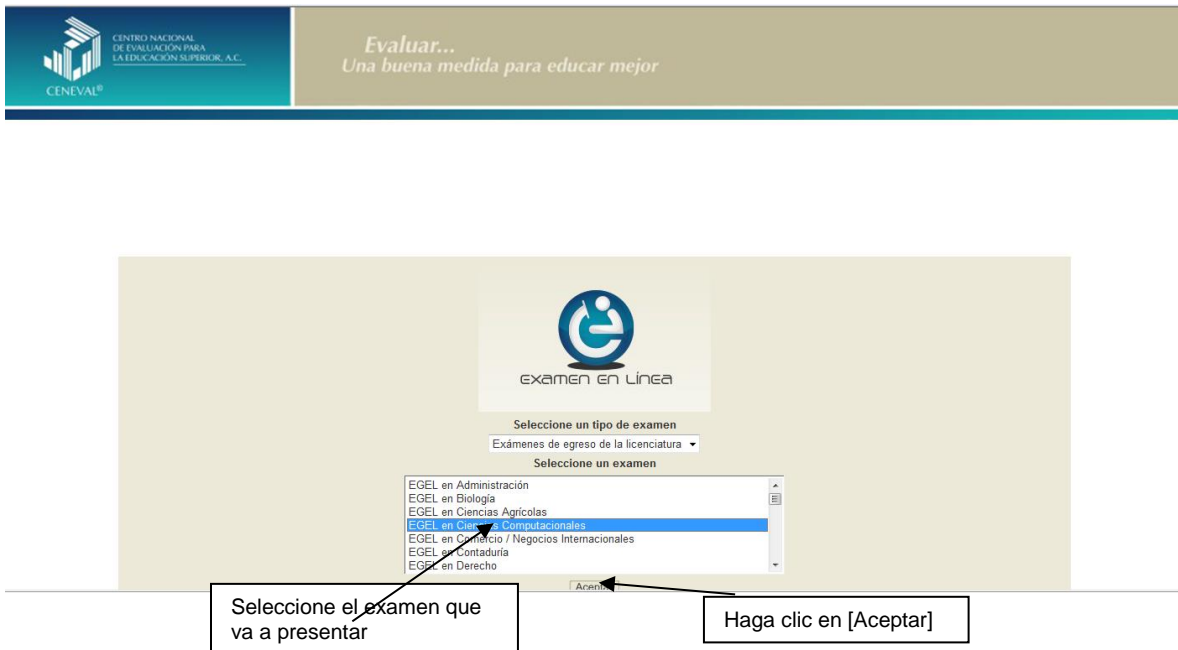 CENTRO NACIONAL
DE EVALUACIÓN PARA
LA EDUCACIÓN SUPERIOR, A.C.
CENEVAL®
Evaluar...
Una buena medida para educar mejor
examen en Línea
Seleccione un tipo de examen
Exámenes de egreso de la licenciatura
Seleccione un examen
EGEL en Administración
EGEL en Biología
EGEL en Ciencias Agrícolas
EGEL en Ciencias Computacionales
EGEL en Comercio / Negocios Internacionales
EGEL en Contaduría
EGEL en Derecho
Aceptar
Seleccione el examen que
va a presentar
Haga clic en [Aceptar]